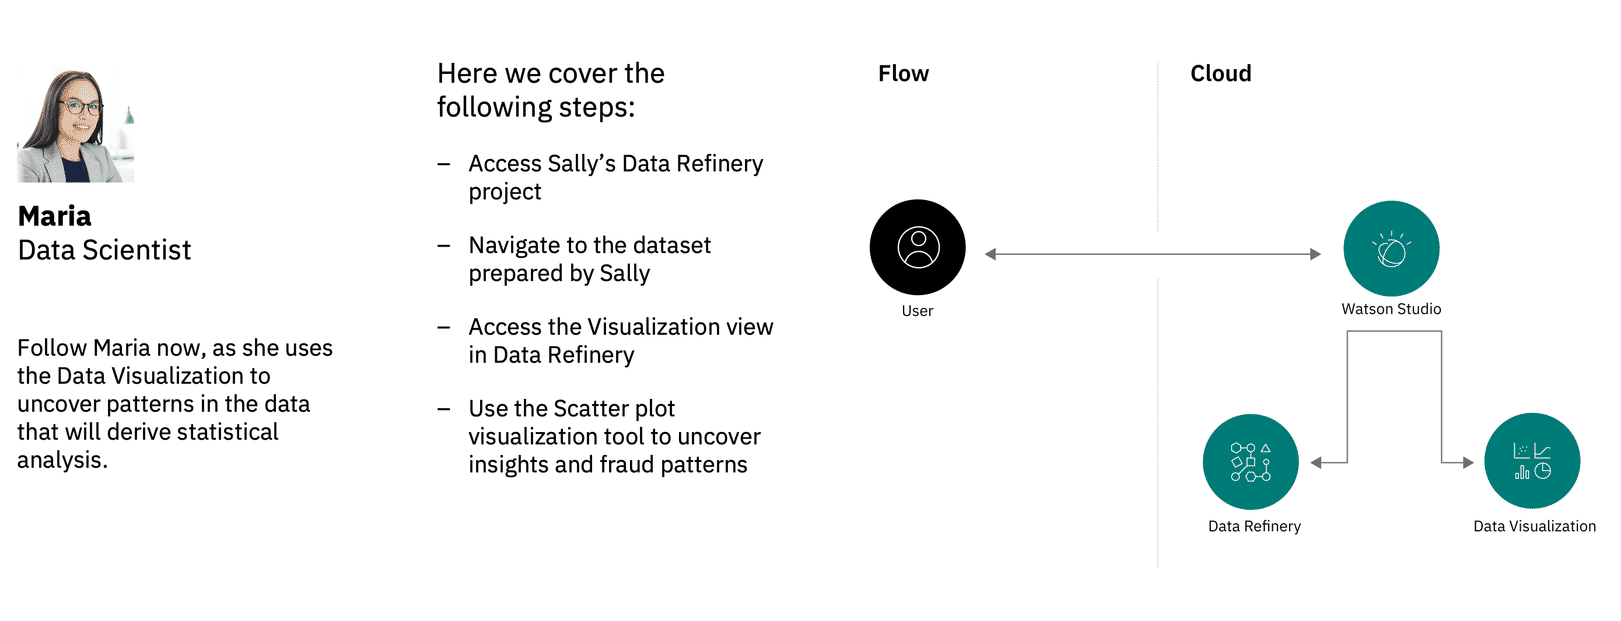 Maria
Data Scientist
Follow Maria now, as she uses
the Data Visualization to
uncover patterns in the data
that will derive statistical
analysis.
Here we cover the
following steps:
– Access Sally’s Data Refinery
project
– Navigate to the dataset
prepared by Sally
– Access the Visualization view
in Data Refinery
– Use the Scatter plot
visualization tool to uncover
insights and fraud patterns
Flow
Cloud
User
Watson Studio
Data Refinery
Data Visualization